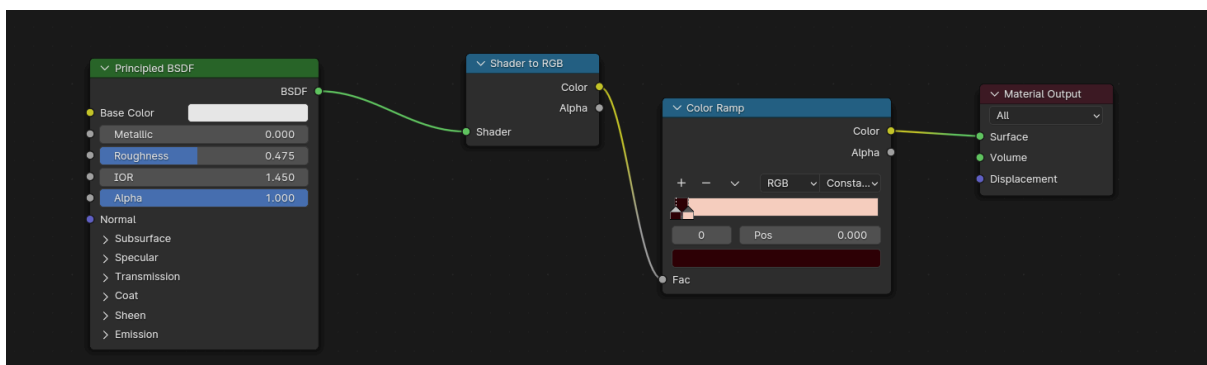 Principled BSDF
BSDF
Base Color
Metallic 0.000
Roughness 0.475
IOR 1.450
Alpha 1.000
Normal
Subsurface
Specular
Transmission
Coat
Sheen
Emission
Shader to RGB
Color
Alpha
Shader
Color Ramp
Color
Alpha
RGB Consta...
0 Pos 0.000
Fac
Material Output
All
Surface
Volume
Displacement